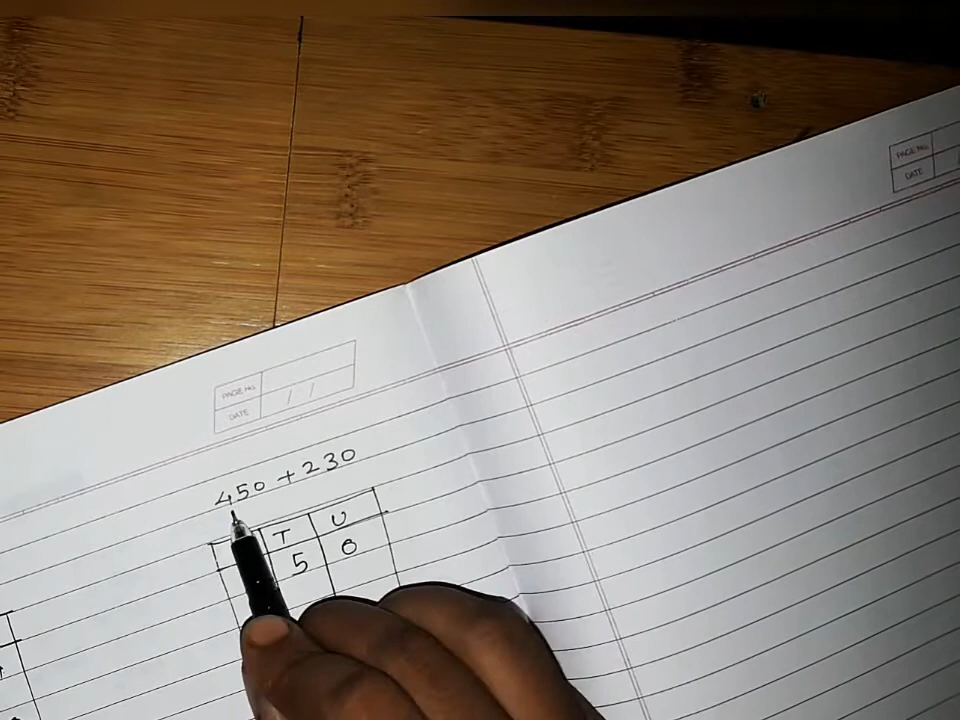 PAGE NO.
DATE
PAGE NO.
DATE / /
450 + 230
T U
5 0